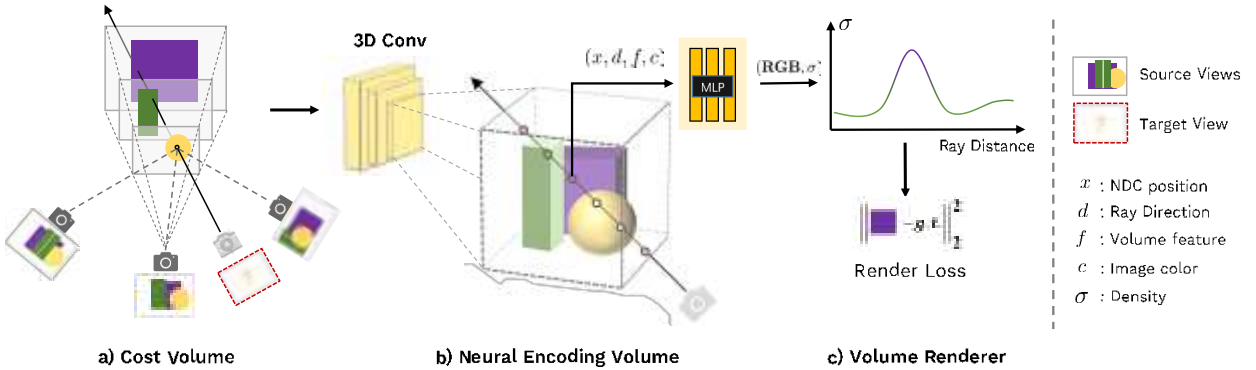 3D Conv
(x, d, f, c)
MLP
(RGB, σ)
σ
Ray Distance
Render Loss
a) Cost Volume
b) Neural Encoding Volume
c) Volume Renderer
Source Views
Target View
x : NDC position
d : Ray Direction
f : Volume feature
c : Image color
σ : Density